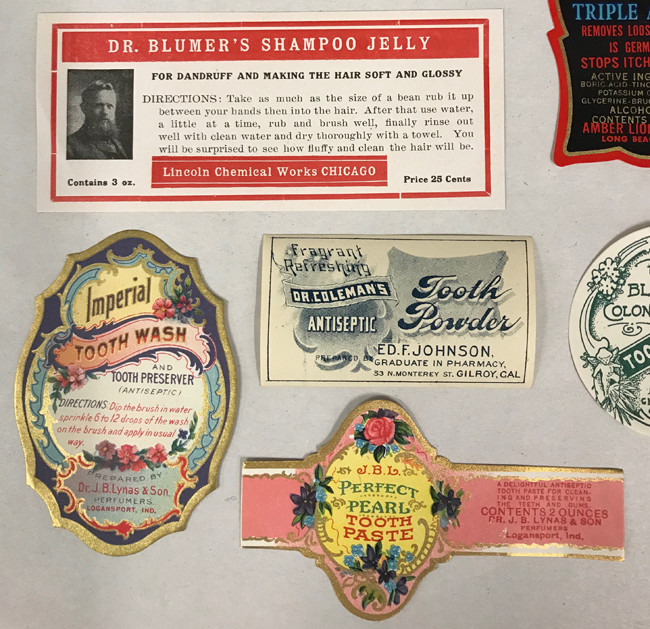 DR. BLUMER'S SHAMPOO JELLY
FOR DANDRUFF AND MAKING THE HAIR SOFT AND GLOSSY
DIRECTIONS: Take as much as the size of a bean rub it up
between your hands then into the hair. After that use water,
a little at a time, rub and brush well, finally rinse out
well with clean water and dry thoroughly with a towel. You
will be surprised to see how fluffy and clean the hair will be.
Contains 3 oz.
Lincoln Chemical Works CHICAGO
Price 25 Cents
TRIPLE A
REMOVES LOOS
IS GERM
STOPS ITCH
ACTIVE ING
BORIC ACID-TINC
POTASSIUM
GLYCERINE-BRU
ALCOHO
CONTENTS
AMBER LIO
LONG BEA
Imperial
TOOTH WASH
AND
TOOTH PRESERVER
(ANTISEPTIC)
DIRECTIONS: Dip the brush in water
sprinkle 6 to 12 drops of the wash
on the brush and apply in usual
way.
PREPARED BY
Dr. J. B. Lynas & Son,
PERFUMERS,
LOGANSPORT, IND.
Fragrant
Refreshing
DR. COLEMAN'S
ANTISEPTIC
Tooth
Powder
PREPARED BY
ED. F. JOHNSON,
GRADUATE IN PHARMACY,
53 N. MONTEREY ST. GILROY, CAL
BL
COLON
TOO
J.B.L.
PERFECT
PEARL
TOOTH
PASTE
A DELIGHTFUL ANTISEPTIC
TOOTH PASTE FOR CLEAN-
ING AND PRESERVING
THE TEETH AND GUMS.
CONTENTS 2 OUNCES
DR. J. B. LYNAS & SON
PERFUMERS
Logansport, Ind.